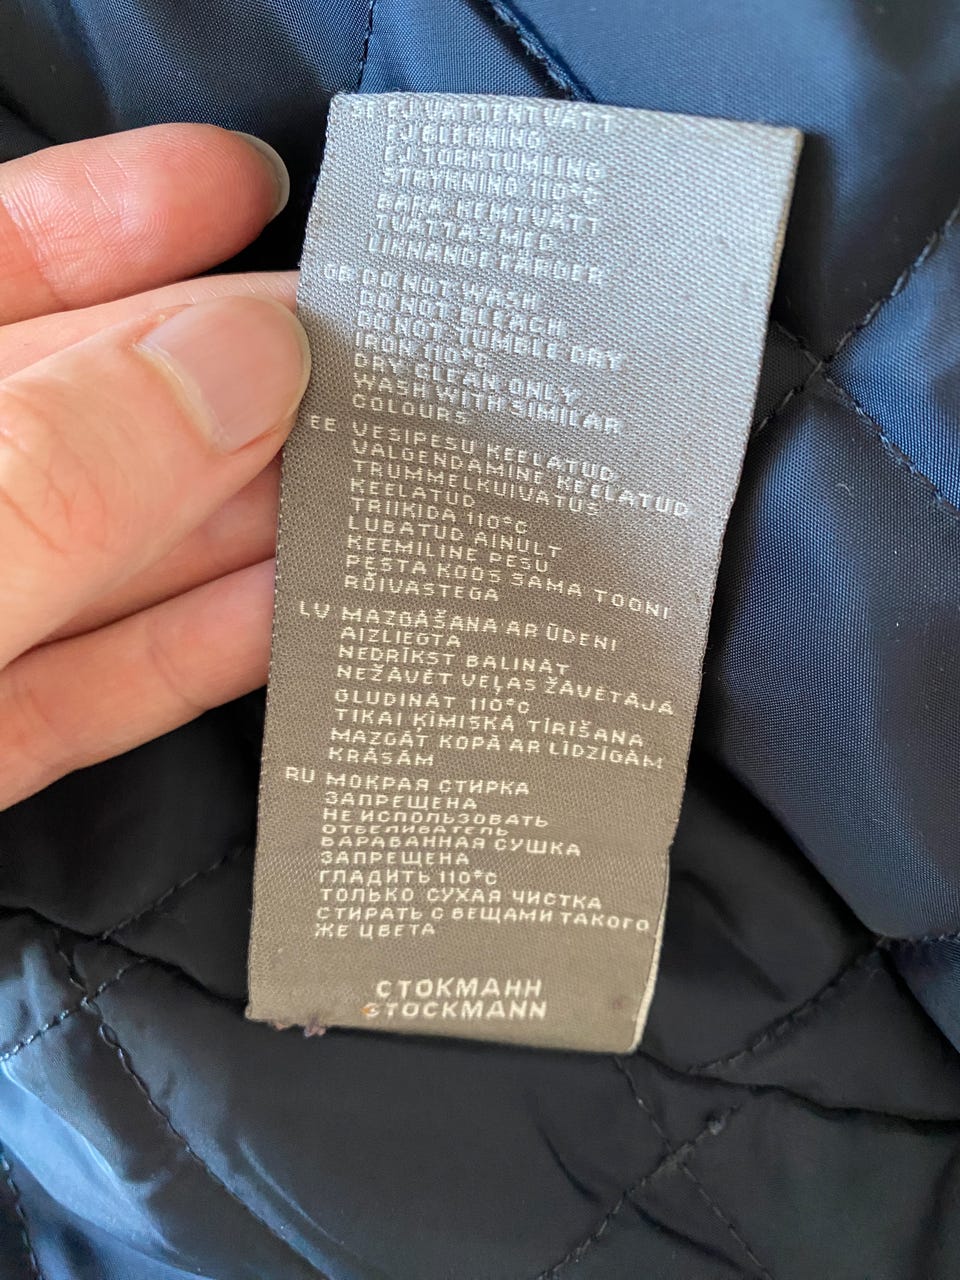 SE EJ VATTENTVÄTT
EJ BLEKNING
EJ TORKTUMLING
STRYKNING 110°C
BARA KEMTVÄTT
TVÄTTAS MED
LIKNANDE FÄRGER
GB DO NOT WASH
DO NOT BLEACH
DO NOT TUMBLE DRY
IRON 110°C
DRY CLEAN ONLY
WASH WITH SIMILAR
COLOURS
EE VESIPESU KEELATUD
VALGENDAMINE KEELATUD
TRUMMELKUIVATUS
KEELATUD
TRIIKIDA 110°C
LUBATUD AINULT
KEEMILINE PESU
PESTA KOOS SAMA TOONI
RÕIVASTEGA
LV MAZGĀŠANA AR ŪDENI
AIZLIEGTA
NEDRĪKST BALINĀT
NEŽĀVĒT VEĻAS ŽĀVĒTĀJĀ
GLUDINĀT 110°C
TIKAI ĶĪMISKĀ TĪRĪŠANA
MAZGĀT KOPĀ AR LĪDZĪGĀM
KRĀSĀM
RU МОКРАЯ СТИРКА
ЗАПРЕЩЕНА
НЕ ИСПОЛЬЗОВАТЬ
ОТБЕЛИВАТЕЛЬ
БАРАБАННАЯ СУШКА
ЗАПРЕЩЕНА
ГЛАДИТЬ 110°C
ТОЛЬКО СУХАЯ ЧИСТКА
СТИРАТЬ С ВЕЩАМИ ТАКОГО
ЖЕ ЦВЕТА
СТОКМАНН
STOCKMANN